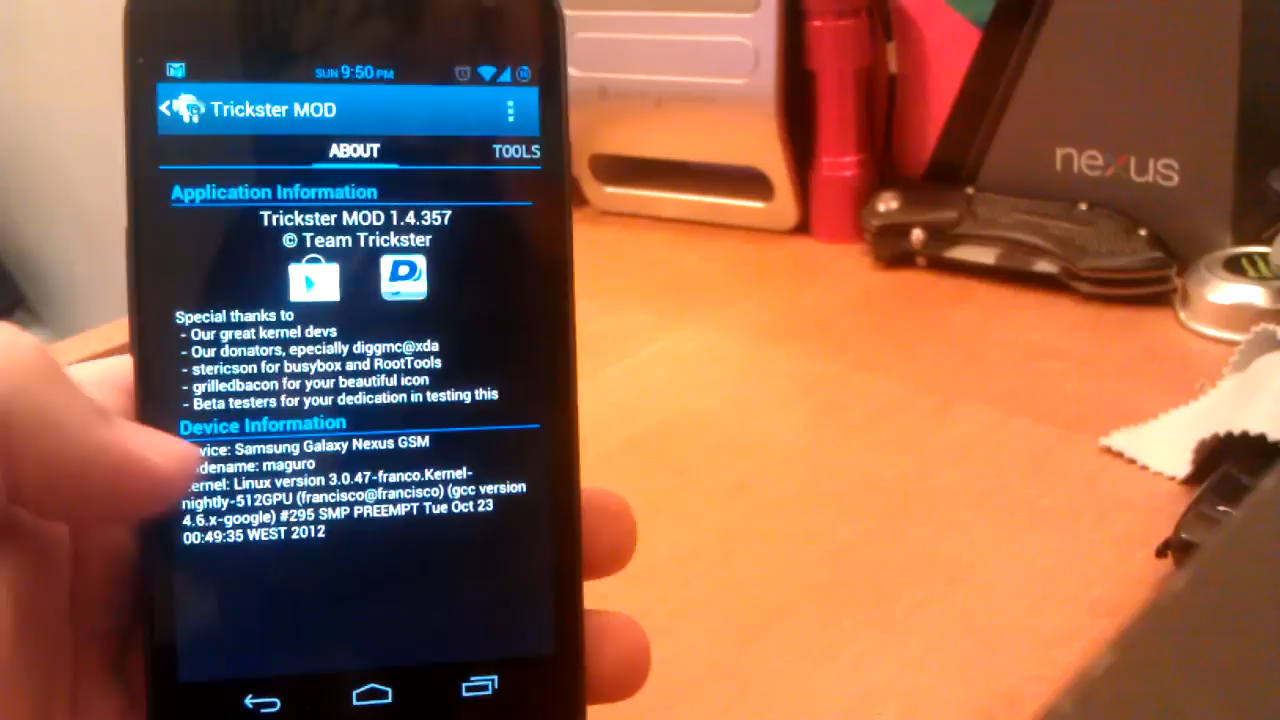 SUN 9:50 PM
Trickster MOD
ABOUT TOOLS
Application Information
Trickster MOD 1.4.357
© Team Trickster
Special thanks to
- Our great kernel devs
- Our donators, epecially diggmc@xda
- stericson for busybox and RootTools
- grilledbacon for your beautiful icon
- Beta testers for your dedication in testing this
Device Information
vice: Samsung Galaxy Nexus GSM
dename: maguro
ernel: Linux version 3.0.47-franco.Kernel-
nightly-512GPU (francisco@francisco) (gcc version
4.6.x-google) #295 SMP PREEMPT Tue Oct 23
00:49:35 WEST 2012
nexus